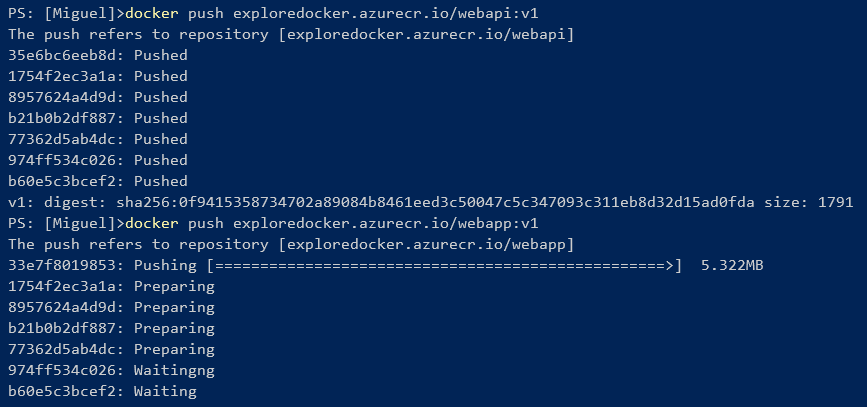 PS: [Miguel]>docker push exploredocker.azurecr.io/webapi:v1
The push refers to repository [exploredocker.azurecr.io/webapi]
35e6bc6eeb8d: Pushed
1754f2ec3a1a: Pushed
8957624a4d9d: Pushed
b21b0b2df887: Pushed
77362d5ab4dc: Pushed
974ff534c026: Pushed
b60e5c3bcef2: Pushed
v1: digest: sha256:0f9415358734702a89084b8461eed3c50047c5c347093c311eb8d32d15ad0fda size: 1791
PS: [Miguel]>docker push exploredocker.azurecr.io/webapp:v1
The push refers to repository [exploredocker.azurecr.io/webapp]
33e7f8019853: Pushing [==================================================>]  5.322MB
1754f2ec3a1a: Preparing
8957624a4d9d: Preparing
b21b0b2df887: Preparing
77362d5ab4dc: Preparing
974ff534c026: Waitingng
b60e5c3bcef2: Waiting